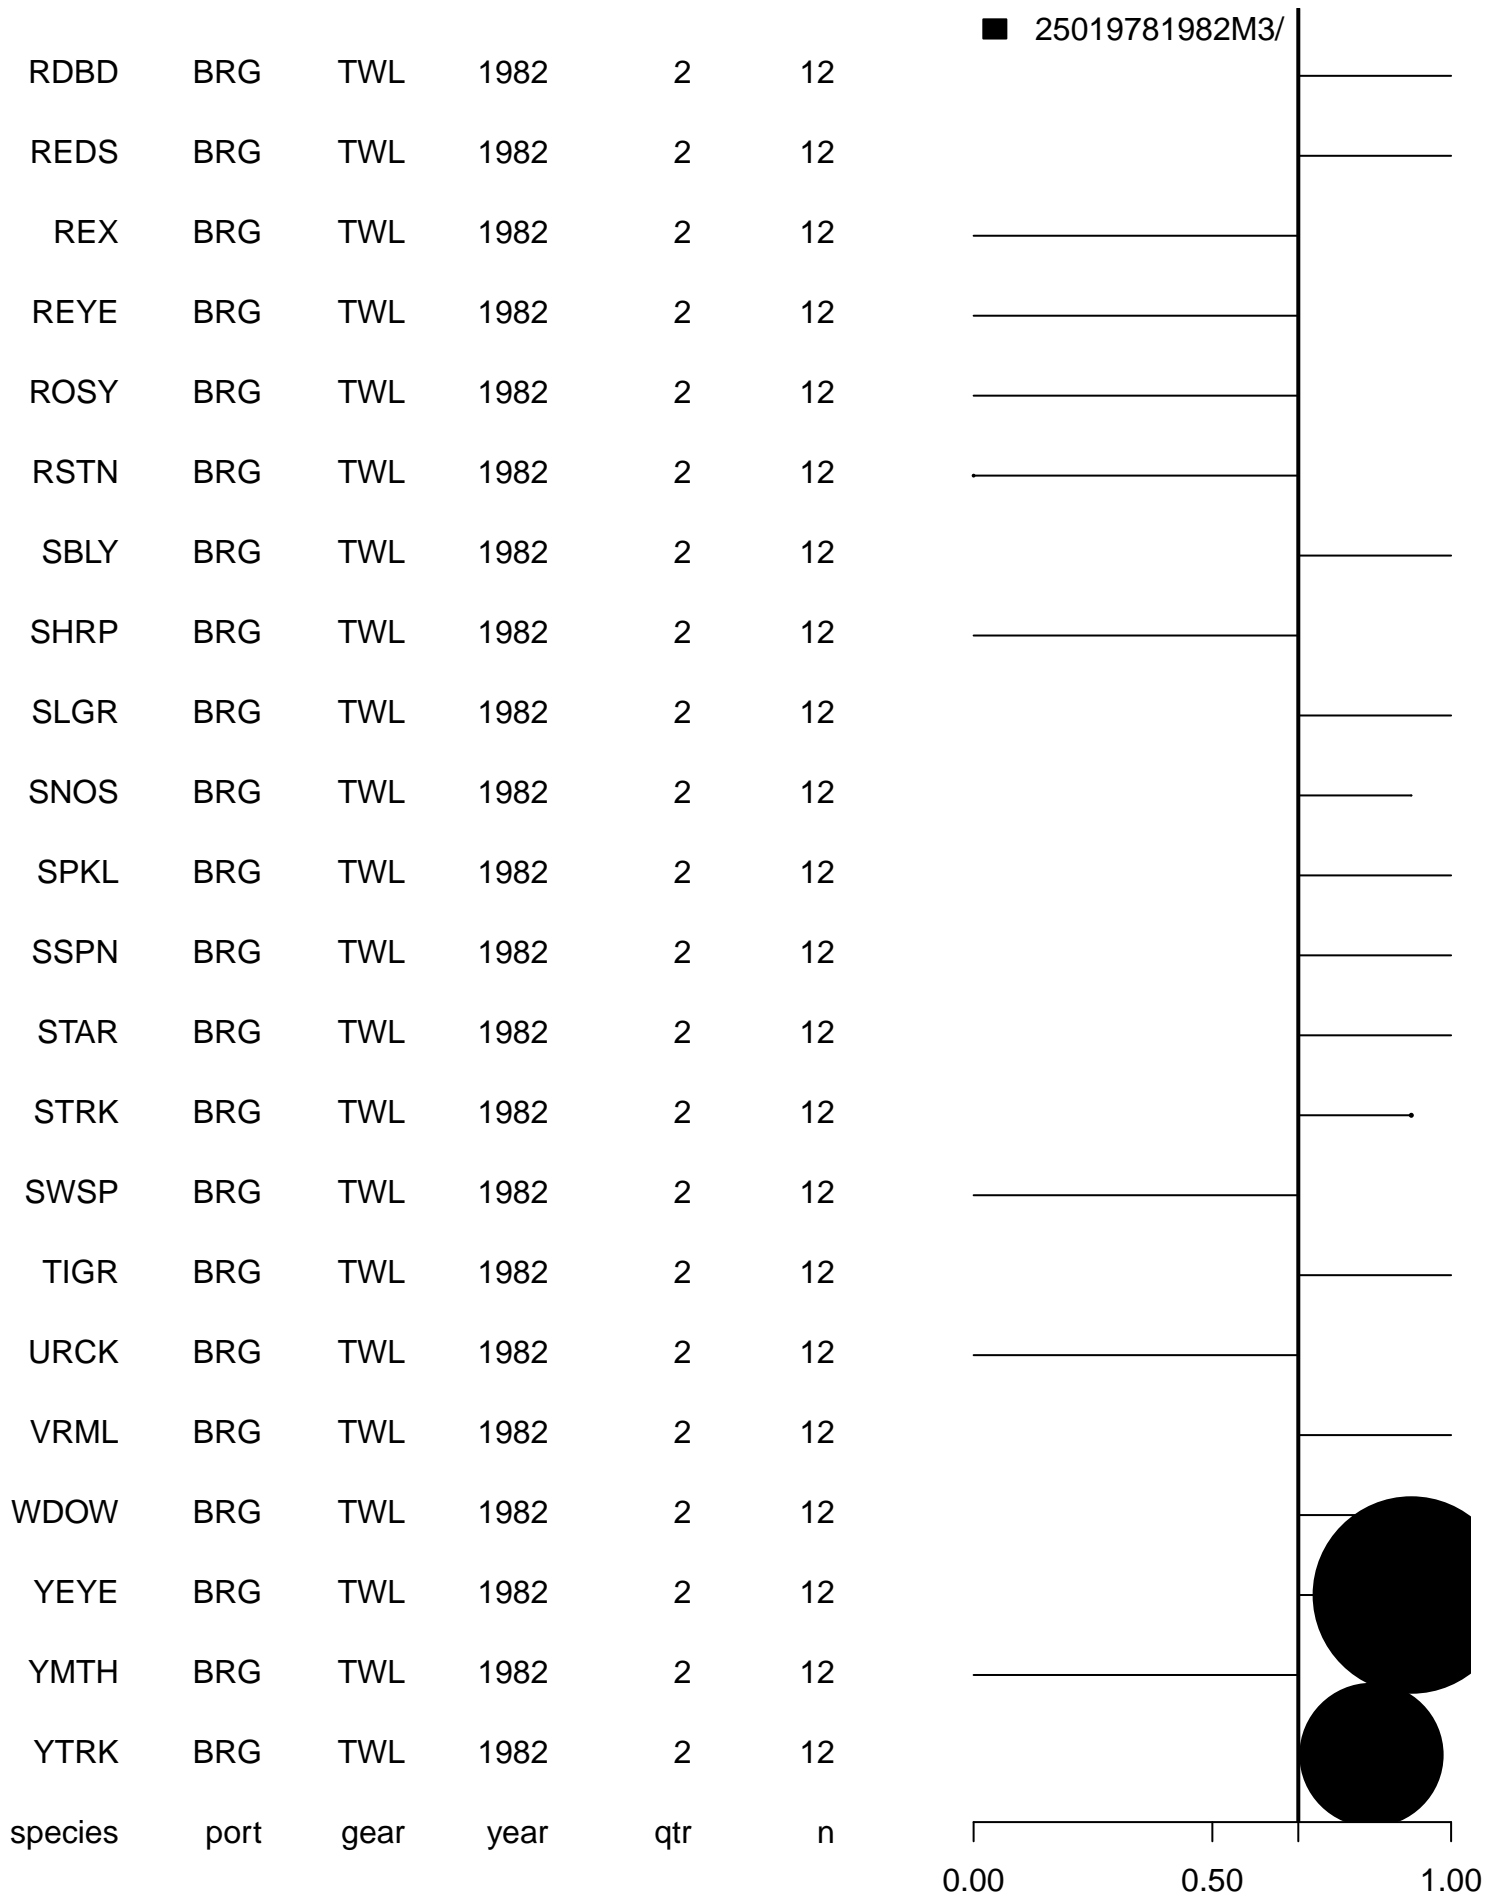 25019781982M3/
RDBD BRG TWL 1982 2 12
REDS BRG TWL 1982 2 12
REX BRG TWL 1982 2 12
REYE BRG TWL 1982 2 12
ROSY BRG TWL 1982 2 12
RSTN BRG TWL 1982 2 12
SBLY BRG TWL 1982 2 12
SHRP BRG TWL 1982 2 12
SLGR BRG TWL 1982 2 12
SNOS BRG TWL 1982 2 12
SPKL BRG TWL 1982 2 12
SSPN BRG TWL 1982 2 12
STAR BRG TWL 1982 2 12
STRK BRG TWL 1982 2 12
SWSP BRG TWL 1982 2 12
TIGR BRG TWL 1982 2 12
URCK BRG TWL 1982 2 12
VRML BRG TWL 1982 2 12
WDOW BRG TWL 1982 2 12
YEYE BRG TWL 1982 2 12
YMTH BRG TWL 1982 2 12
YTRK BRG TWL 1982 2 12
species port gear year qtr n
0.00 0.50 1.00